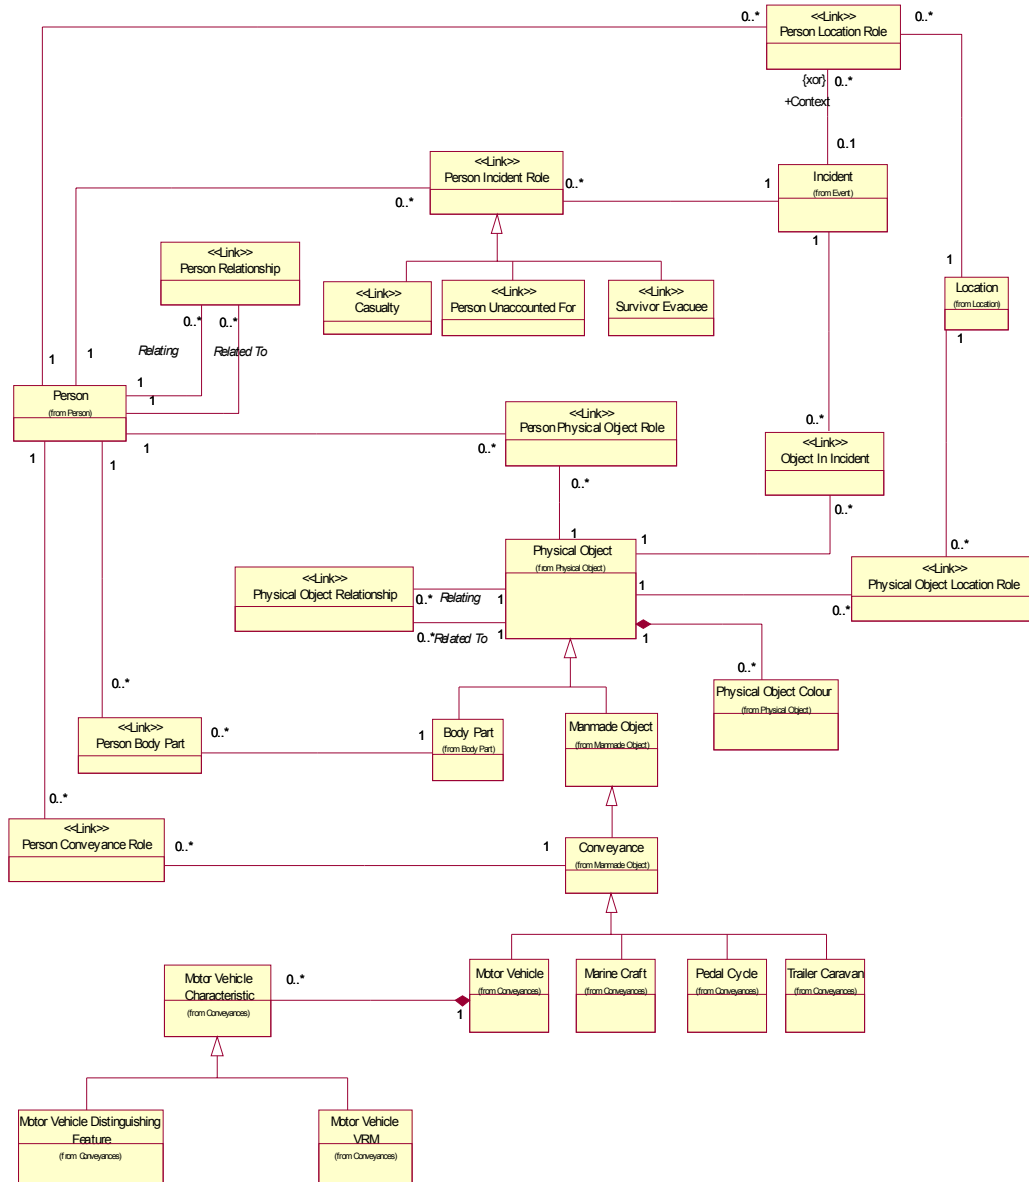 0..*
<<Link>>
Person Location Role
0..*
{xor}
0..*
+Context
0..1
<<Link>>
Person Incident Role
0..*
0..*
1
Incident
(from Event)
1
<<Link>>
Person Relationship
0..*
0..*
Relating
Related To
<<Link>>
Casualty
<<Link>>
Person Unaccounted For
<<Link>>
Survivor Evacuee
1
Location
(from Location)
1
1
1
1
1
Person
(from Person)
1
1
1
0..*
<<Link>>
Person Physical Object Role
0..*
1
0..*
<<Link>>
Object In Incident
0..*
1
Physical Object
(from Physical Object)
<<Link>>
Physical Object Relationship
0..*
Relating
1
0..*
Related To
1
1
0..*
0..*
<<Link>>
Physical Object Location Role
1
0..*
Physical Object Colour
(from Physical Object)
0..*
<<Link>>
Person Body Part
0..*
1
Body Part
(from Body Part)
Manmade Object
(from Manmade Object)
0..*
<<Link>>
Person Conveyance Role
0..*
1
Conveyance
(from Manmade Object)
Motor Vehicle
Characteristic
(from Conveyances)
0..*
1
Motor Vehicle
(from Conveyances)
Marine Craft
(from Conveyances)
Pedal Cycle
(from Conveyances)
Trailer Caravan
(from Conveyances)
Motor Vehicle Distinguishing
Feature
(from Conveyances)
Motor Vehicle
VRM
(from Conveyances)